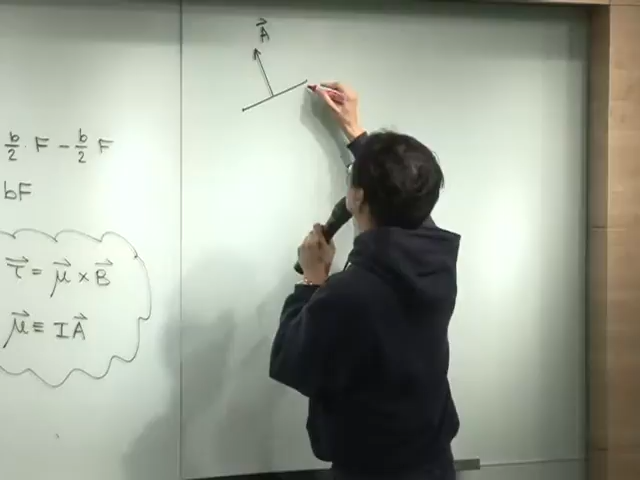 b/2 · F − b/2 F
bF
τ⃗ = μ⃗ × B⃗
μ⃗ ≡ IA⃗
A⃗